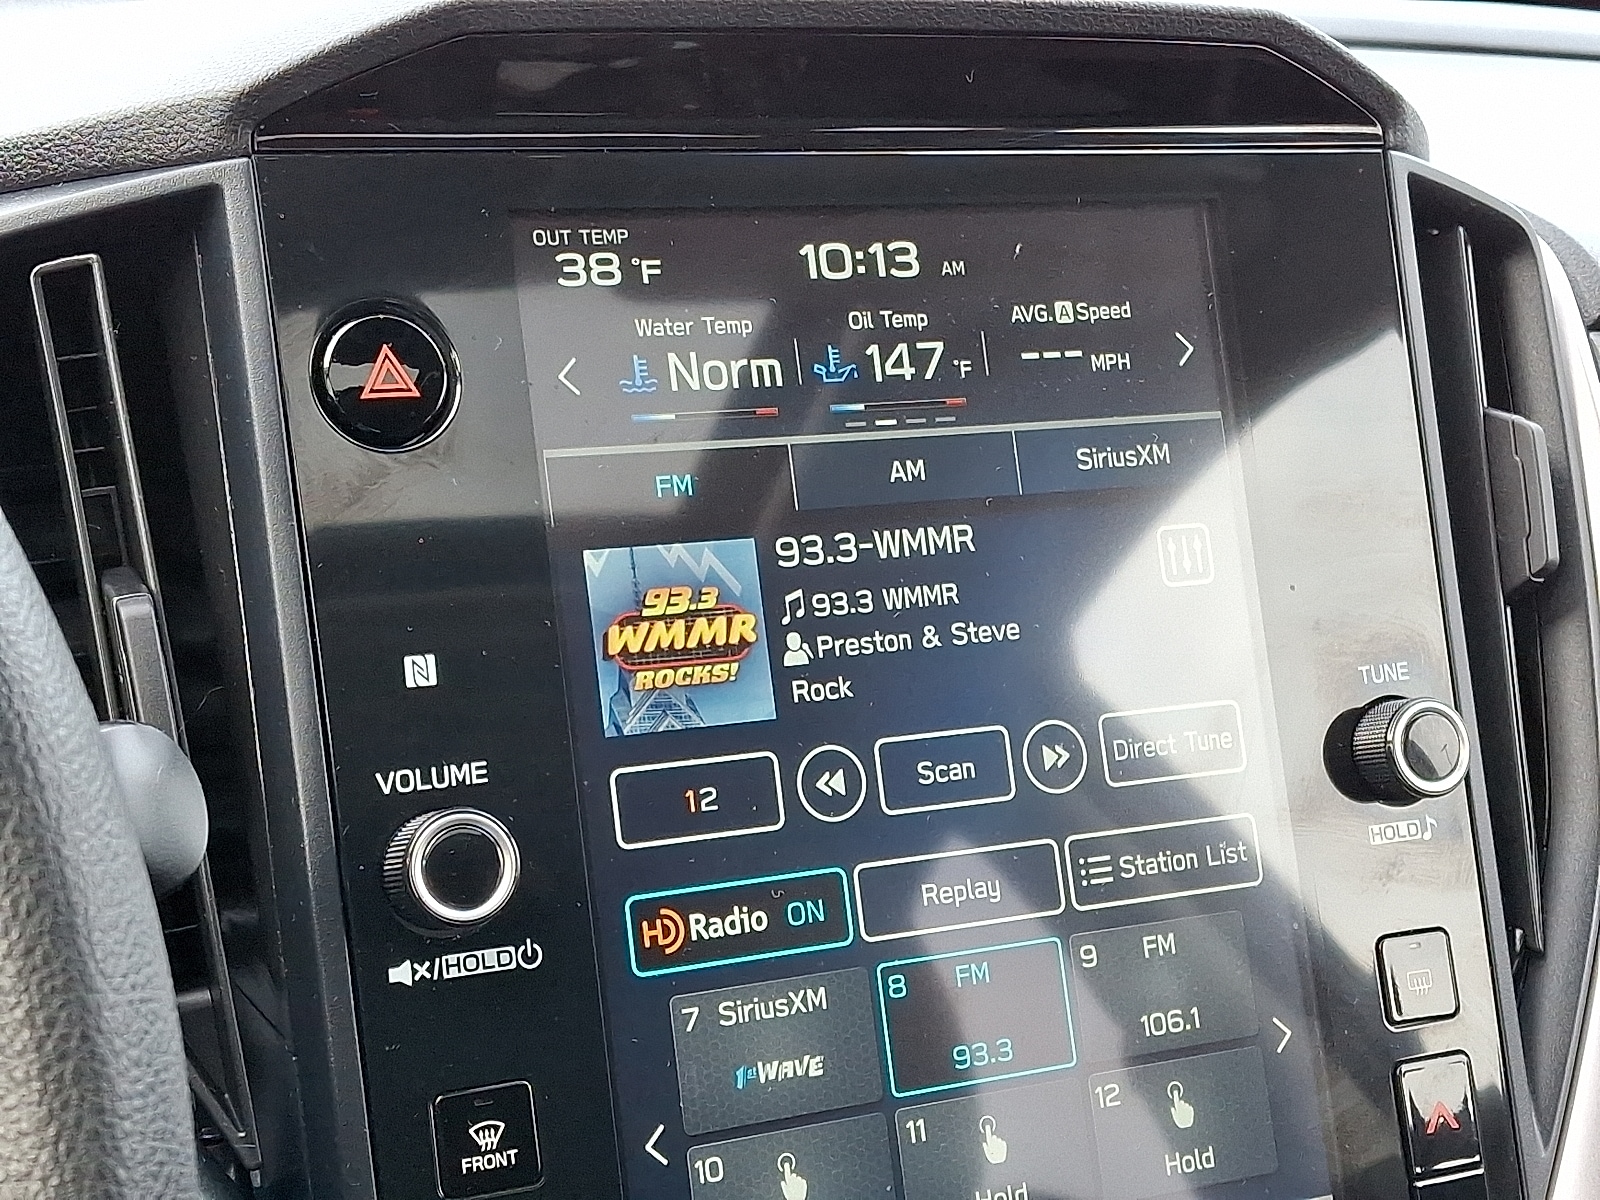 OUT TEMP
38 °F
10:13 AM
Water Temp
Norm
Oil Temp
147 °F
AVG. A Speed
--- MPH
FM
AM
SiriusXM
93.3
WMMR
ROCKS!
93.3-WMMR
93.3 WMMR
Preston & Steve
Rock
N
VOLUME
TUNE
12
Scan
Direct Tune
HOLD
/HOLD
HD Radio ON
Replay
Station List
7 SiriusXM
1st WAVE
8 FM
93.3
9 FM
106.1
10
11
Hold
12
Hold
FRONT